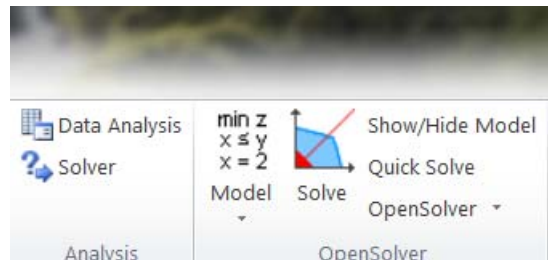 Data Analysis
Solver
Analysis
min z
x ≤ y
x = 2
Model
Solve
Show/Hide Model
Quick Solve
OpenSolver
OpenSolver